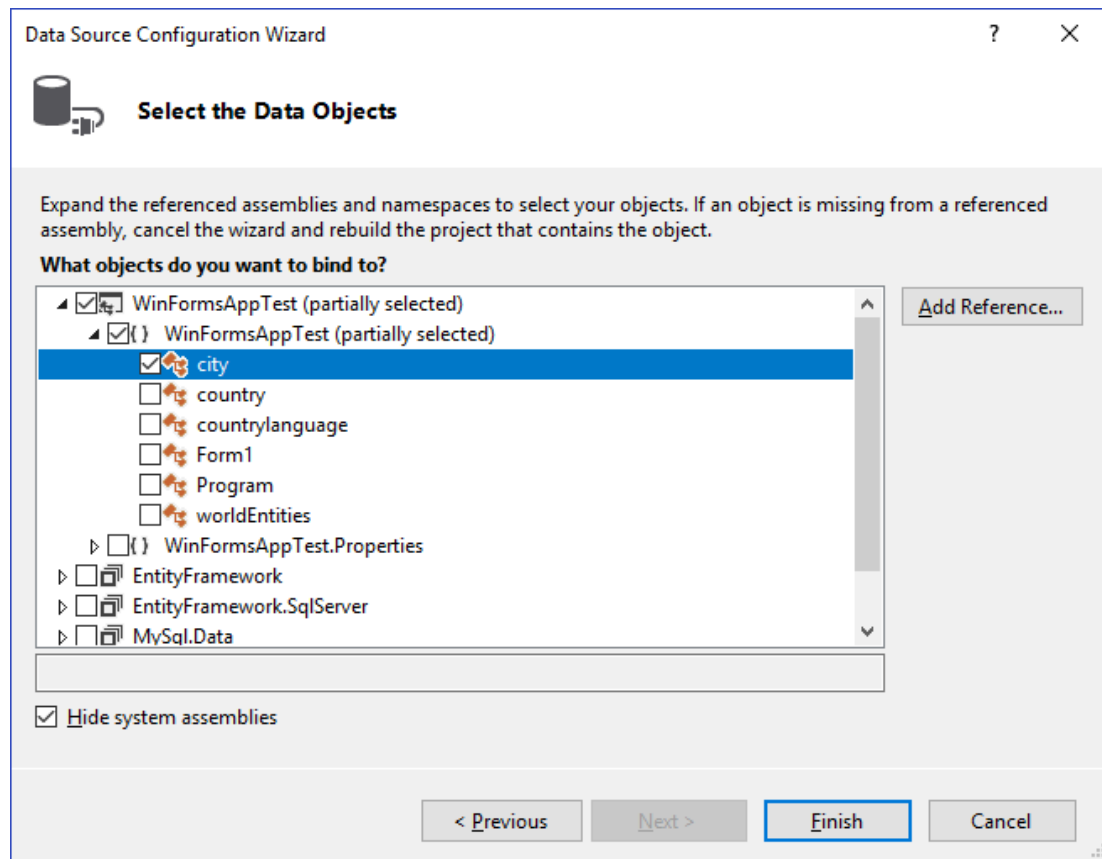 Data Source Configuration Wizard
?
Select the Data Objects
Expand the referenced assemblies and namespaces to select your objects. If an object is missing from a referenced
assembly, cancel the wizard and rebuild the project that contains the object.
What objects do you want to bind to?
WinFormsAppTest (partially selected)
Add Reference...
{ } WinFormsAppTest (partially selected)
city
country
countrylanguage
Form1
Program
worldEntities
{ } WinFormsAppTest.Properties
EntityFramework
EntityFramework.SqlServer
MySql.Data
Hide system assemblies
< Previous
Next >
Finish
Cancel